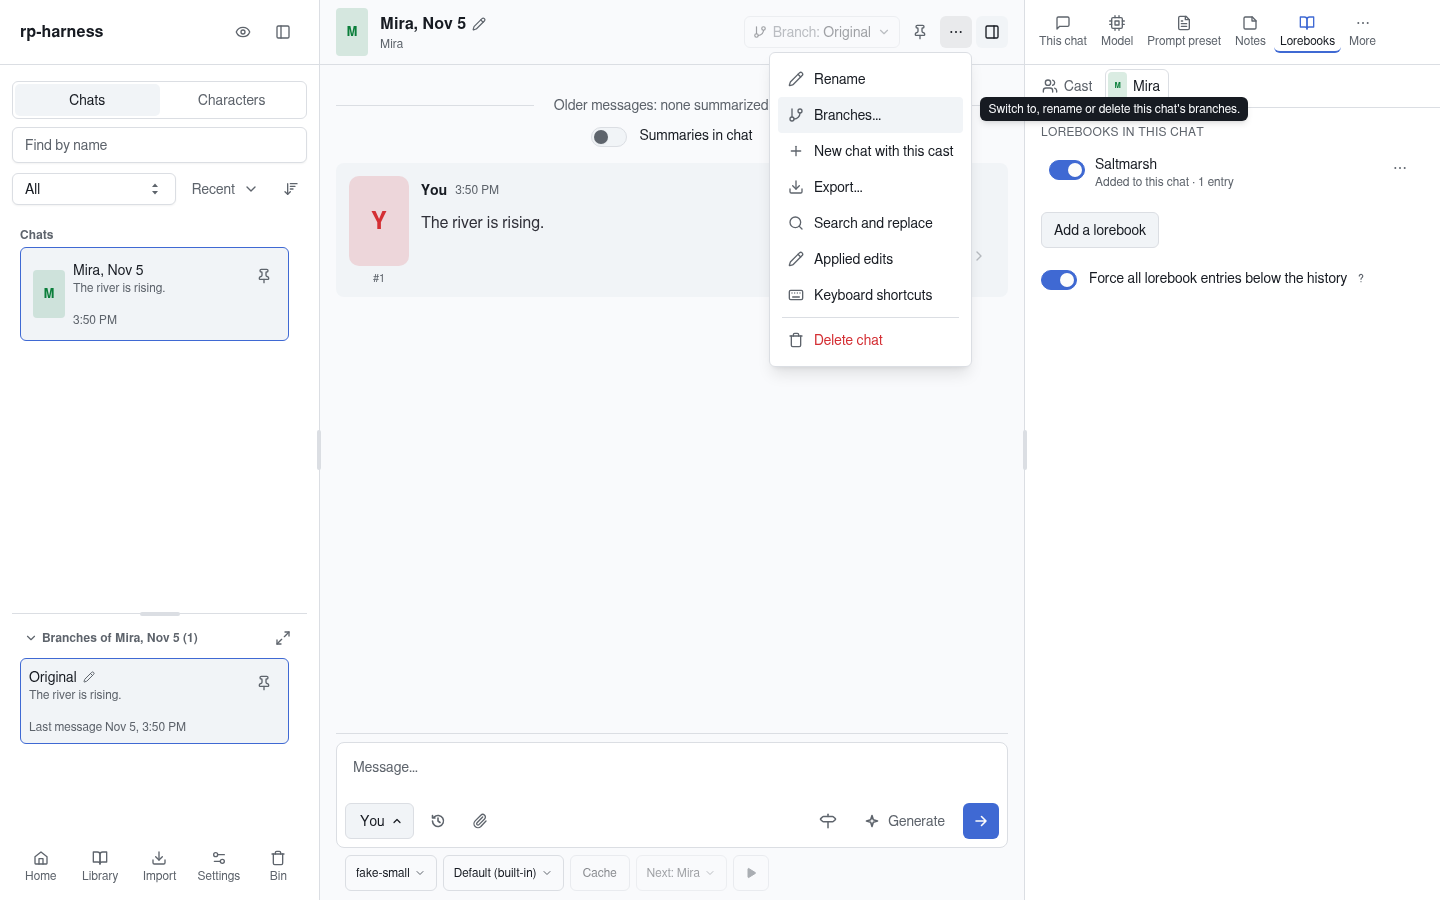 rp-harness
Chats
Characters
Find by name
All
Recent
Chats
M
Mira, Nov 5
The river is rising.
3:50 PM
Branches of Mira, Nov 5 (1)
Original
The river is rising.
Last message Nov 5, 3:50 PM
Home
Library
Import
Settings
Bin
M
Mira, Nov 5
Mira
Branch: Original
Older messages: none summarized
Summaries in chat
Y
#1
You
3:50 PM
The river is rising.
Rename
Branches...
New chat with this cast
Export...
Search and replace
Applied edits
Keyboard shortcuts
Delete chat
Message...
You
Generate
fake-small
Default (built-in)
Cache
Next: Mira
This chat
Model
Prompt preset
Notes
Lorebooks
More
Cast
M
Mira
Switch to, rename or delete this chat's branches.
LOREBOOKS IN THIS CHAT
Saltmarsh
Added to this chat · 1 entry
Add a lorebook
Force all lorebook entries below the history
?